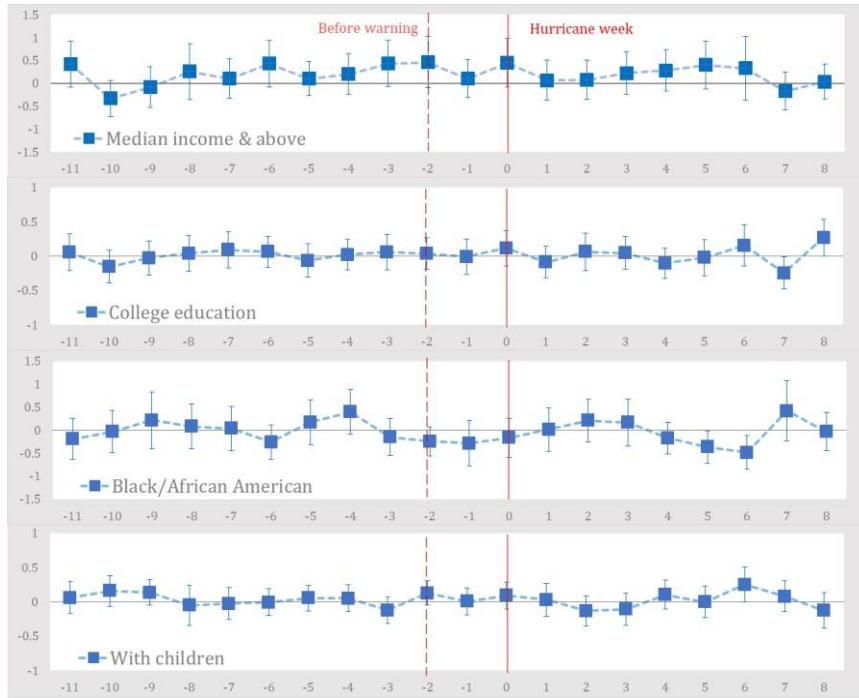 Before warning Hurricane week
1.5
1
0.5
0
0.5
-1
1.5
Median income & above
-11 -10 -9 -8 -7 -6 -5 -4 -3 -2 -1 0 1 2 3 4 5 6 7 8
1
0.5
0
-0.5
-1
College education
-11 -10 -9 -8 -7 -6 -5 -4 -3 -2 -1 0 1 2 3 4 5 6 7 8
1.5
1
0.5
0
-0.5
-1
-1.5
Black/African American
-11 -10 -9 -8 -7 -6 -5 -4 -3 -2 -1 0 1 2 3 4 5 6 7 8
1
0.5
0
-0.5
-1
With children
-11 -10 -9 -8 -7 -6 -5 -4 -3 -2 -1 0 1 2 3 4 5 6 7 8